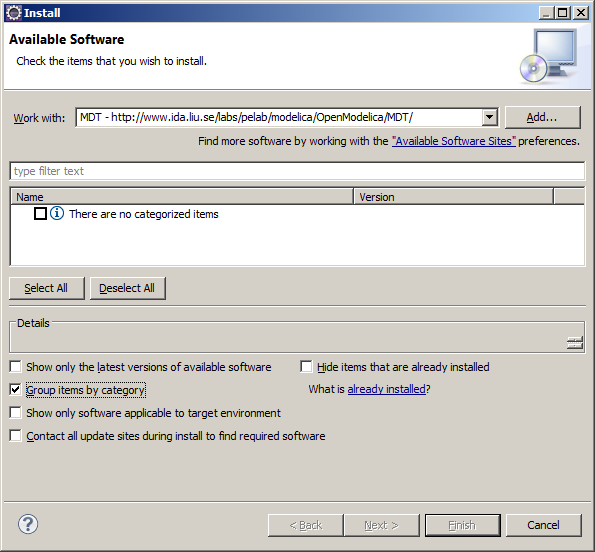 Install
Available Software
Check the items that you wish to install.
Work with: MDT - http://www.ida.liu.se/labs/pelab/modelica/OpenModelica/MDT/ Add...
Find more software by working with the "Available Software Sites" preferences.
type filter text
Name Version
There are no categorized items
Select All Deselect All
Details
Show only the latest versions of available software Hide items that are already installed
Group items by category What is already installed?
Show only software applicable to target environment
Contact all update sites during install to find required software
< Back Next > Finish Cancel